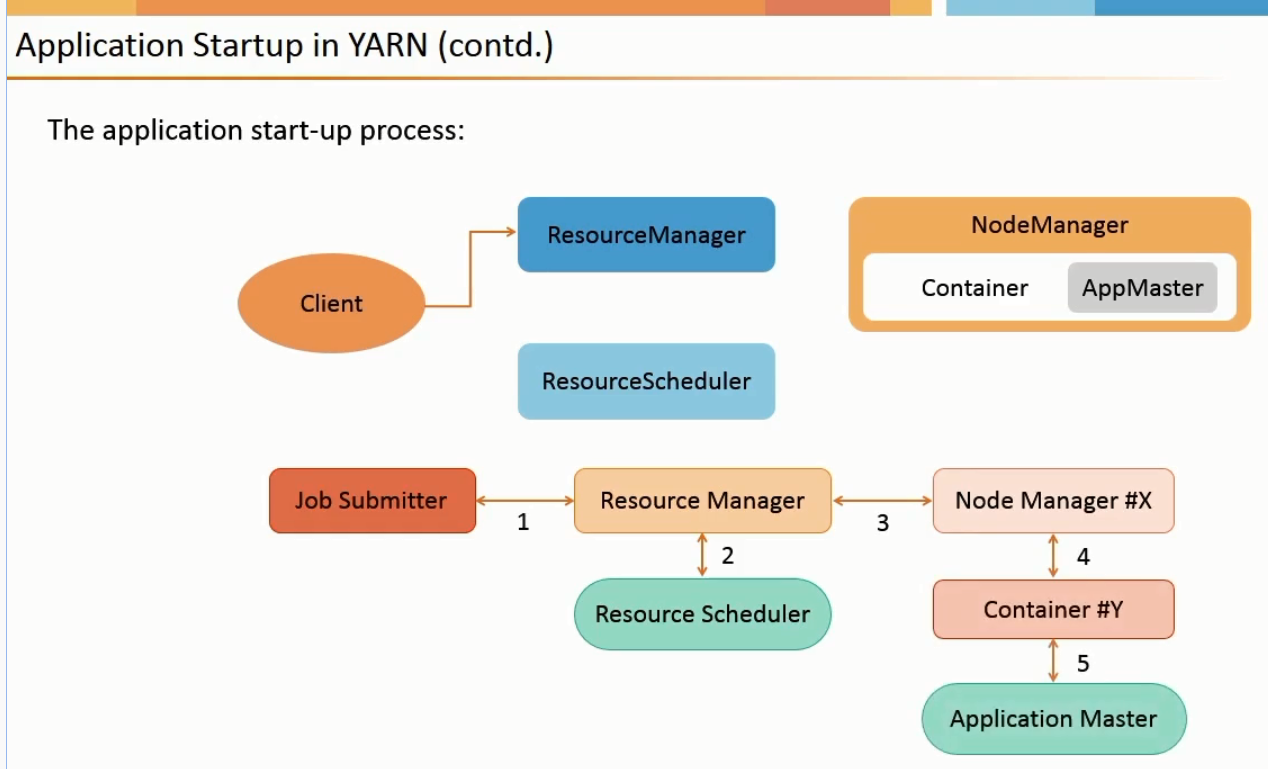 Application Startup in YARN (contd.)
The application start-up process:
ResourceManager
NodeManager
Client
Container
AppMaster
ResourceScheduler
Job Submitter
1
Resource Manager
3
Node Manager #X
2
4
Resource Scheduler
Container #Y
5
Application Master